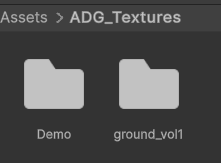 Assets > ADG_Textures
Demo
ground_vol1